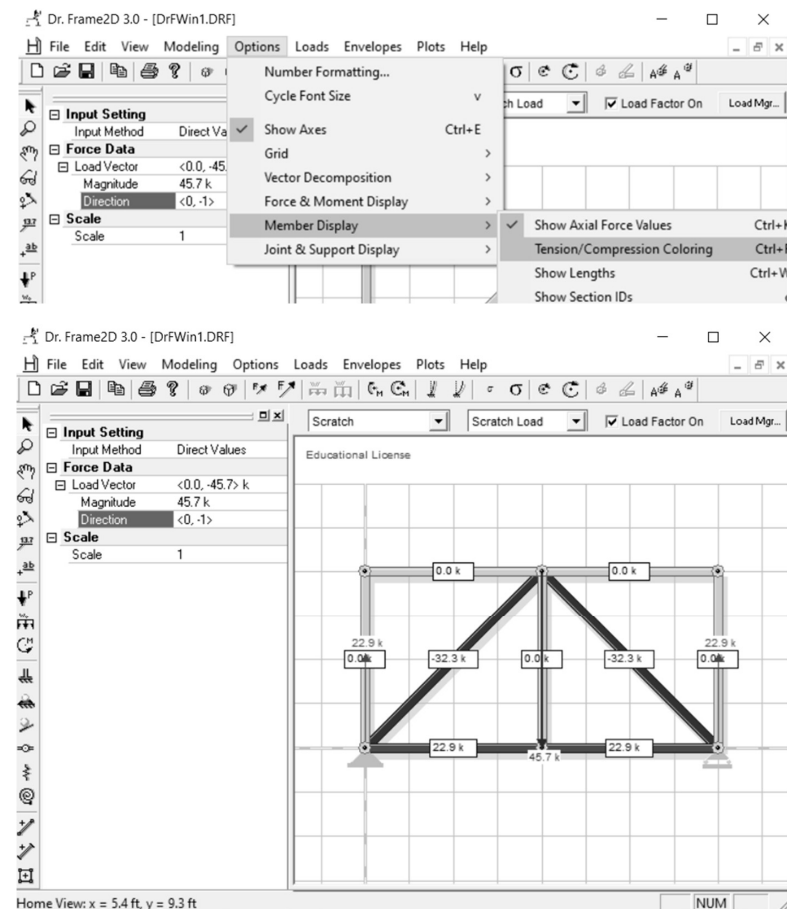 Dr. Frame2D 3.0 - [DrFWin1.DRF]
File Edit View Modeling Options Loads Envelopes Plots Help
Number Formatting...
Cycle Font Size v
Show Axes Ctrl+E
Grid
Vector Decomposition
Force & Moment Display
Member Display
Joint & Support Display
Show Axial Force Values
Tension/Compression Coloring
Show Lengths
Show Section IDs
Load Load Factor On Load Mgr...
Input Setting
Input Method Direct
Force Data
Load Vector <0.0, -45.
Magnitude 45.7 k
Direction <0, -1>
Scale
Scale 1
Dr. Frame2D 3.0 - [DrFWin1.DRF]
File Edit View Modeling Options Loads Envelopes Plots Help
Scratch Scratch Load Load Factor On Load Mgr...
Input Setting
Input Method Direct Values
Force Data
Load Vector <0.0, -45.7> k
Magnitude 45.7 k
Direction <0, -1>
Scale
Scale 1
Educational License
0.0 k 0.0 k
22.9 k 22.9 k
-32.3 k -32.3 k
22.9 k 22.9 k
45.7 k
Home View: x = 5.4 ft, y = 9.3 ft NUM